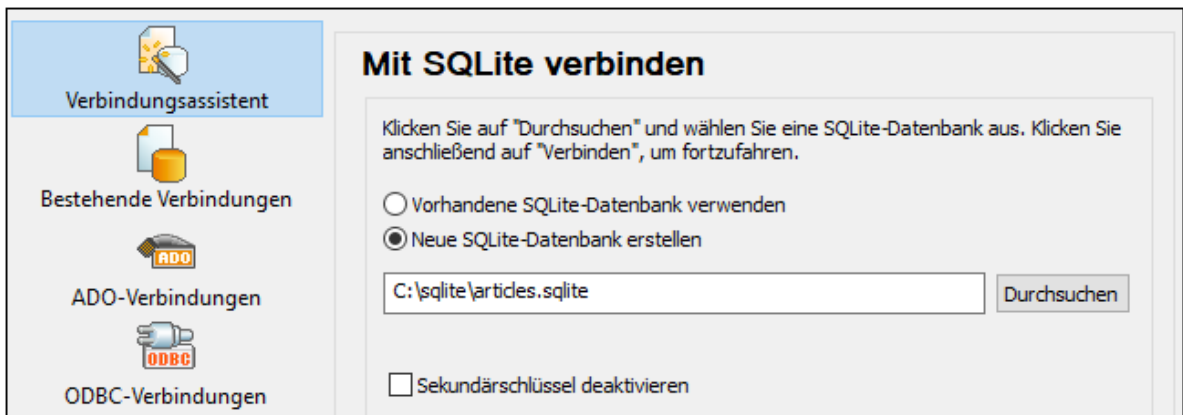 Verbindungsassistent
Bestehende Verbindungen
ADO
ADO-Verbindungen
ODBC
ODBC-Verbindungen
Mit SQLite verbinden
Klicken Sie auf "Durchsuchen" und wählen Sie eine SQLite-Datenbank aus. Klicken Sie
anschließend auf "Verbinden", um fortzufahren.
Vorhandene SQLite-Datenbank verwenden
Neue SQLite-Datenbank erstellen
C:\sqlite\articles.sqlite
Durchsuchen
Sekundärschlüssel deaktivieren